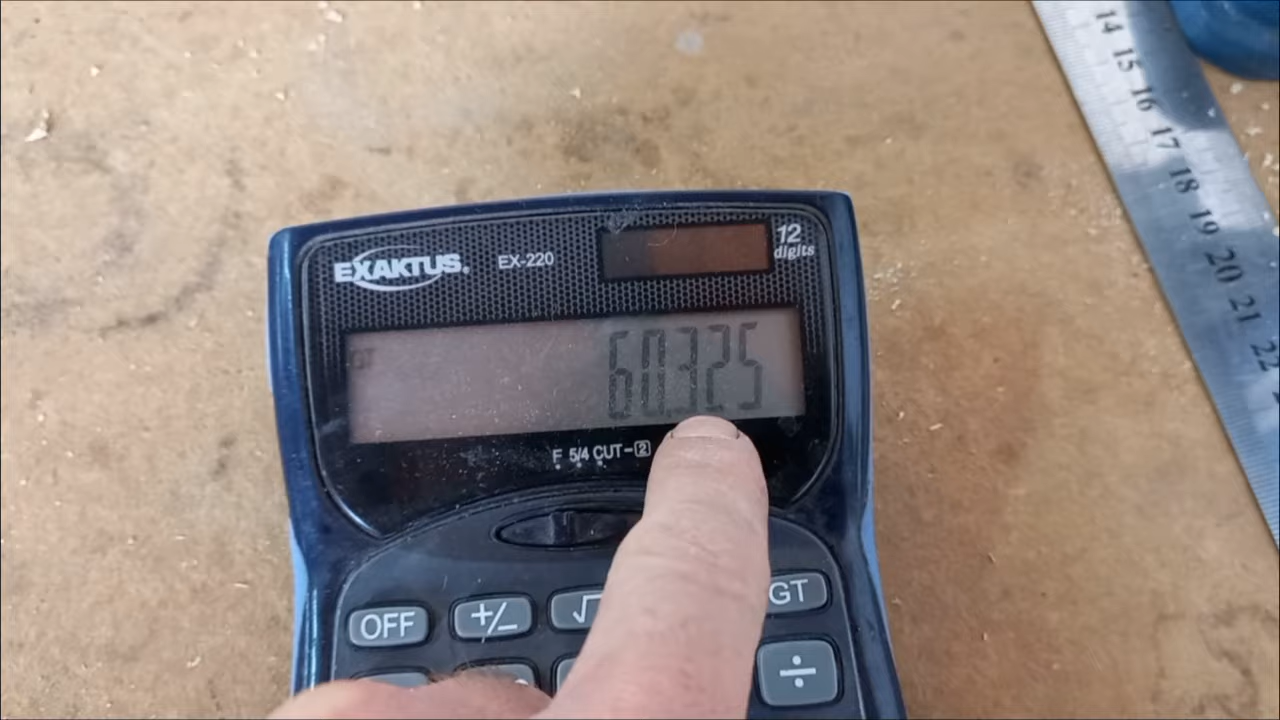 EXAKTUS®
EX-220
12
digits
GT
60.325
F 5/4 CUT-2
OFF
+/−
√
GT
÷
14
15
16
17
18
19
20
21
22